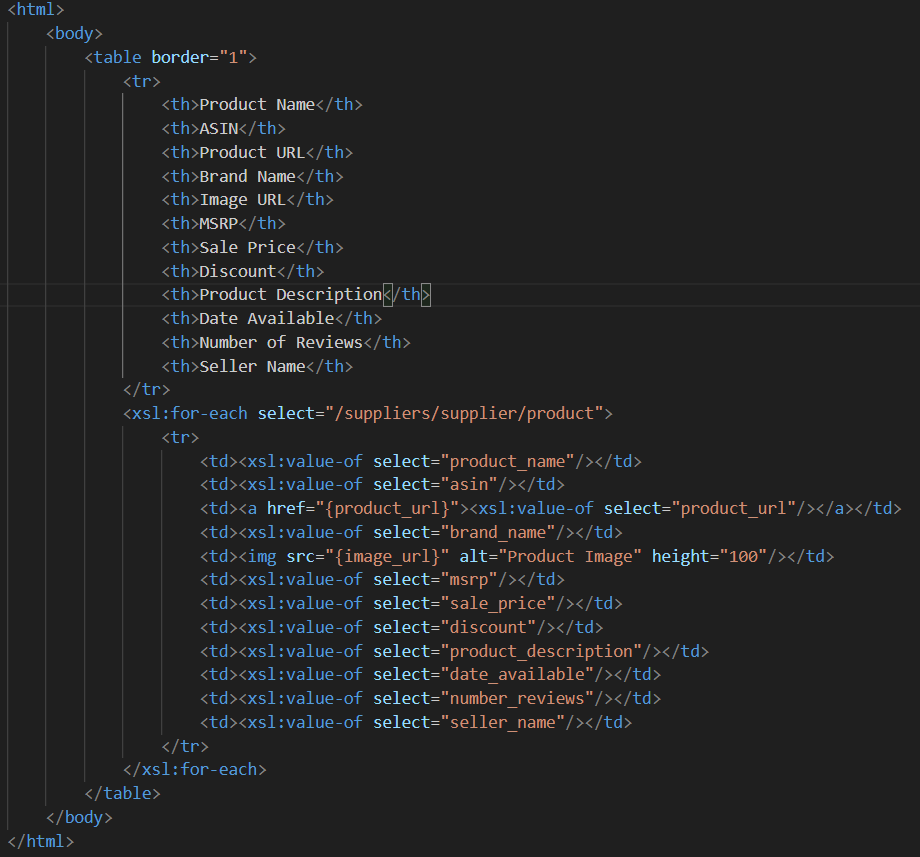 <html>
<body>
<table border="1">
<tr>
<th>Product Name</th>
<th>ASIN</th>
<th>Product URL</th>
<th>Brand Name</th>
<th>Image URL</th>
<th>MSRP</th>
<th>Sale Price</th>
<th>Discount</th>
<th>Product Description</th>
<th>Date Available</th>
<th>Number of Reviews</th>
<th>Seller Name</th>
</tr>
<xsl:for-each select="/suppliers/supplier/product">
<tr>
<td><xsl:value-of select="product_name"/></td>
<td><xsl:value-of select="asin"/></td>
<td><a href="{product_url}"><xsl:value-of select="product_url"/></a></td>
<td><xsl:value-of select="brand_name"/></td>
<td><img src="{image_url}" alt="Product Image" height="100"/></td>
<td><xsl:value-of select="msrp"/></td>
<td><xsl:value-of select="sale_price"/></td>
<td><xsl:value-of select="discount"/></td>
<td><xsl:value-of select="product_description"/></td>
<td><xsl:value-of select="date_available"/></td>
<td><xsl:value-of select="number_reviews"/></td>
<td><xsl:value-of select="seller_name"/></td>
</tr>
</xsl:for-each>
</table>
</body>
</html>